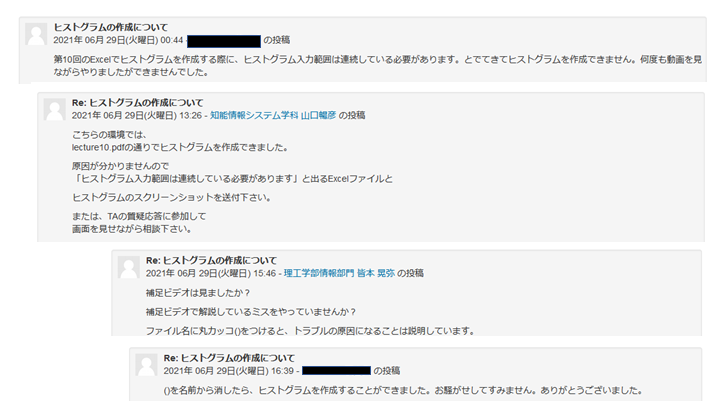 ヒストグラムの作成について
2021年 06月 29日(火曜日) 00:44 - の投稿
第10回のExcelでヒストグラムを作成する際に、ヒストグラム入力範囲は連続している必要があります。とでてきてヒストグラムを作成できません。何度も動画を見
ながらやりましたができませんでした。
Re: ヒストグラムの作成について
2021年 06月 29日(火曜日) 13:26 - 知能情報システム学科 山口暢彦 の投稿
こちらの環境では、
lecture10.pdfの通りでヒストグラムを作成できました。
原因が分かりませんので
「ヒストグラム入力範囲は連続している必要があります」と出るExcelファイルと
ヒストグラムのスクリーンショットを送付下さい。
または、TAの質疑応答に参加して
画面を見せながら相談下さい。
Re: ヒストグラムの作成について
2021年 06月 29日(火曜日) 15:46 - 理工学部情報部門 皆本 晃弥 の投稿
補足ビデオは見ましたか？
補足ビデオで解説しているミスをやっていませんか？
ファイル名に丸カッコ()をつけると、トラブルの原因になることは説明しています。
Re: ヒストグラムの作成について
2021年 06月 29日(火曜日) 16:39 - の投稿
()を名前から消したら、ヒストグラムを作成することができました。お騒がせしてすみません。ありがとうございました。